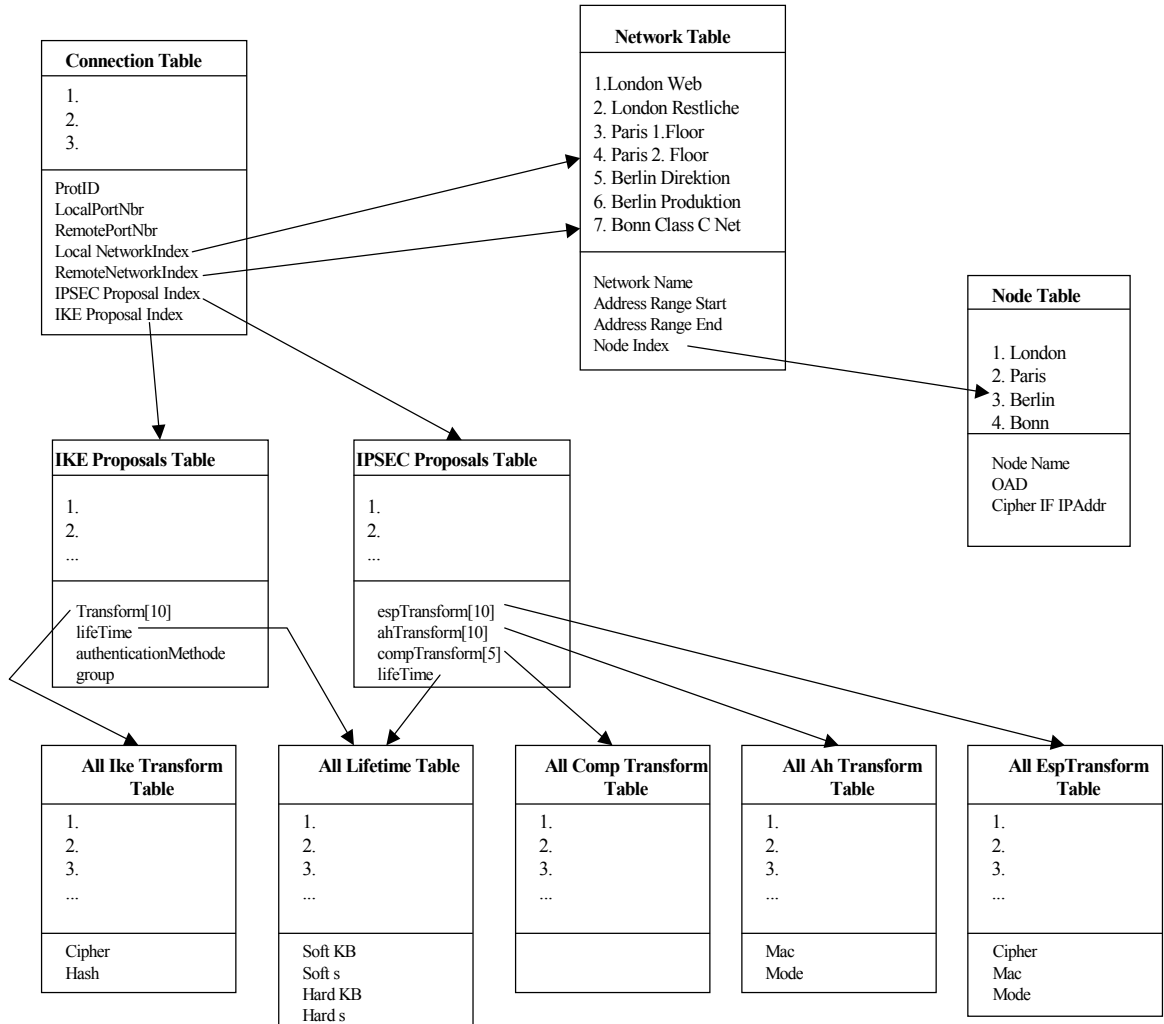 Connection Table
1.
2.
3.
ProtID
LocalPortNbr
RemotePortNbr
Local NetworkIndex
RemoteNetworkIndex
IPSEC Proposal Index
IKE Proposal Index
Network Table
1.London Web
2. London Restliche
3. Paris 1.Floor
4. Paris 2. Floor
5. Berlin Direktion
6. Berlin Produktion
7. Bonn Class C Net
Network Name
Address Range Start
Address Range End
Node Index
Node Table
1. London
2. Paris
3. Berlin
4. Bonn
Node Name
OAD
Cipher IF IPAddr
IKE Proposals Table
1.
2.
...
Transform[10]
lifeTime
authenticationMethode
group
IPSEC Proposals Table
1.
2.
...
espTransform[10]
ahTransform[10]
compTransform[5]
lifeTime
All Ike Transform
Table
1.
2.
3.
...
Cipher
Hash
All Lifetime Table
1.
2.
3.
...
Soft KB
Soft s
Hard KB
Hard s
All Comp Transform
Table
1.
2.
3.
...
All Ah Transform
Table
1.
2.
3.
...
Mac
Mode
All EspTransform
Table
1.
2.
3.
...
Cipher
Mac
Mode